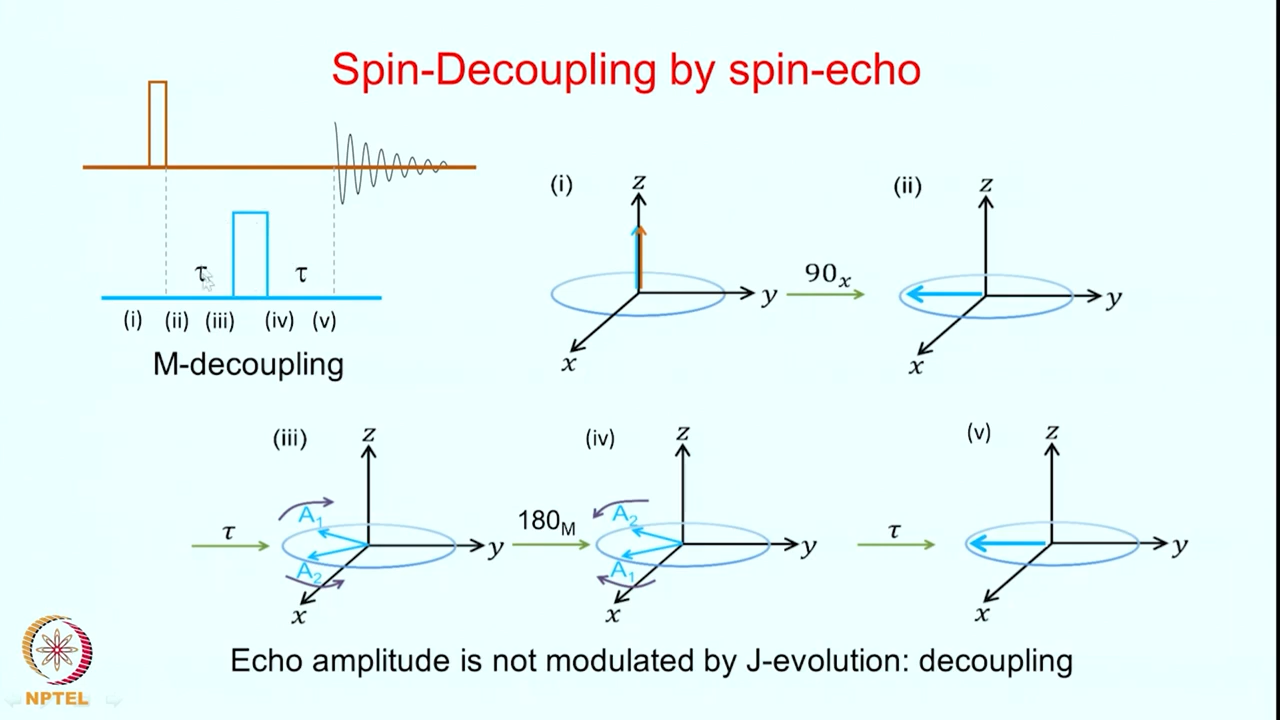 Spin-Decoupling by spin-echo
τ τ
(i) (ii) (iii) (iv) (v)
M-decoupling
(i) z y x
90ₓ
(ii) z y x
τ
(iii) z A₁ A₂ y x
180_M
(iv) z A₂ A₁ y x
τ
(v) z y x
Echo amplitude is not modulated by J-evolution: decoupling
NPTEL